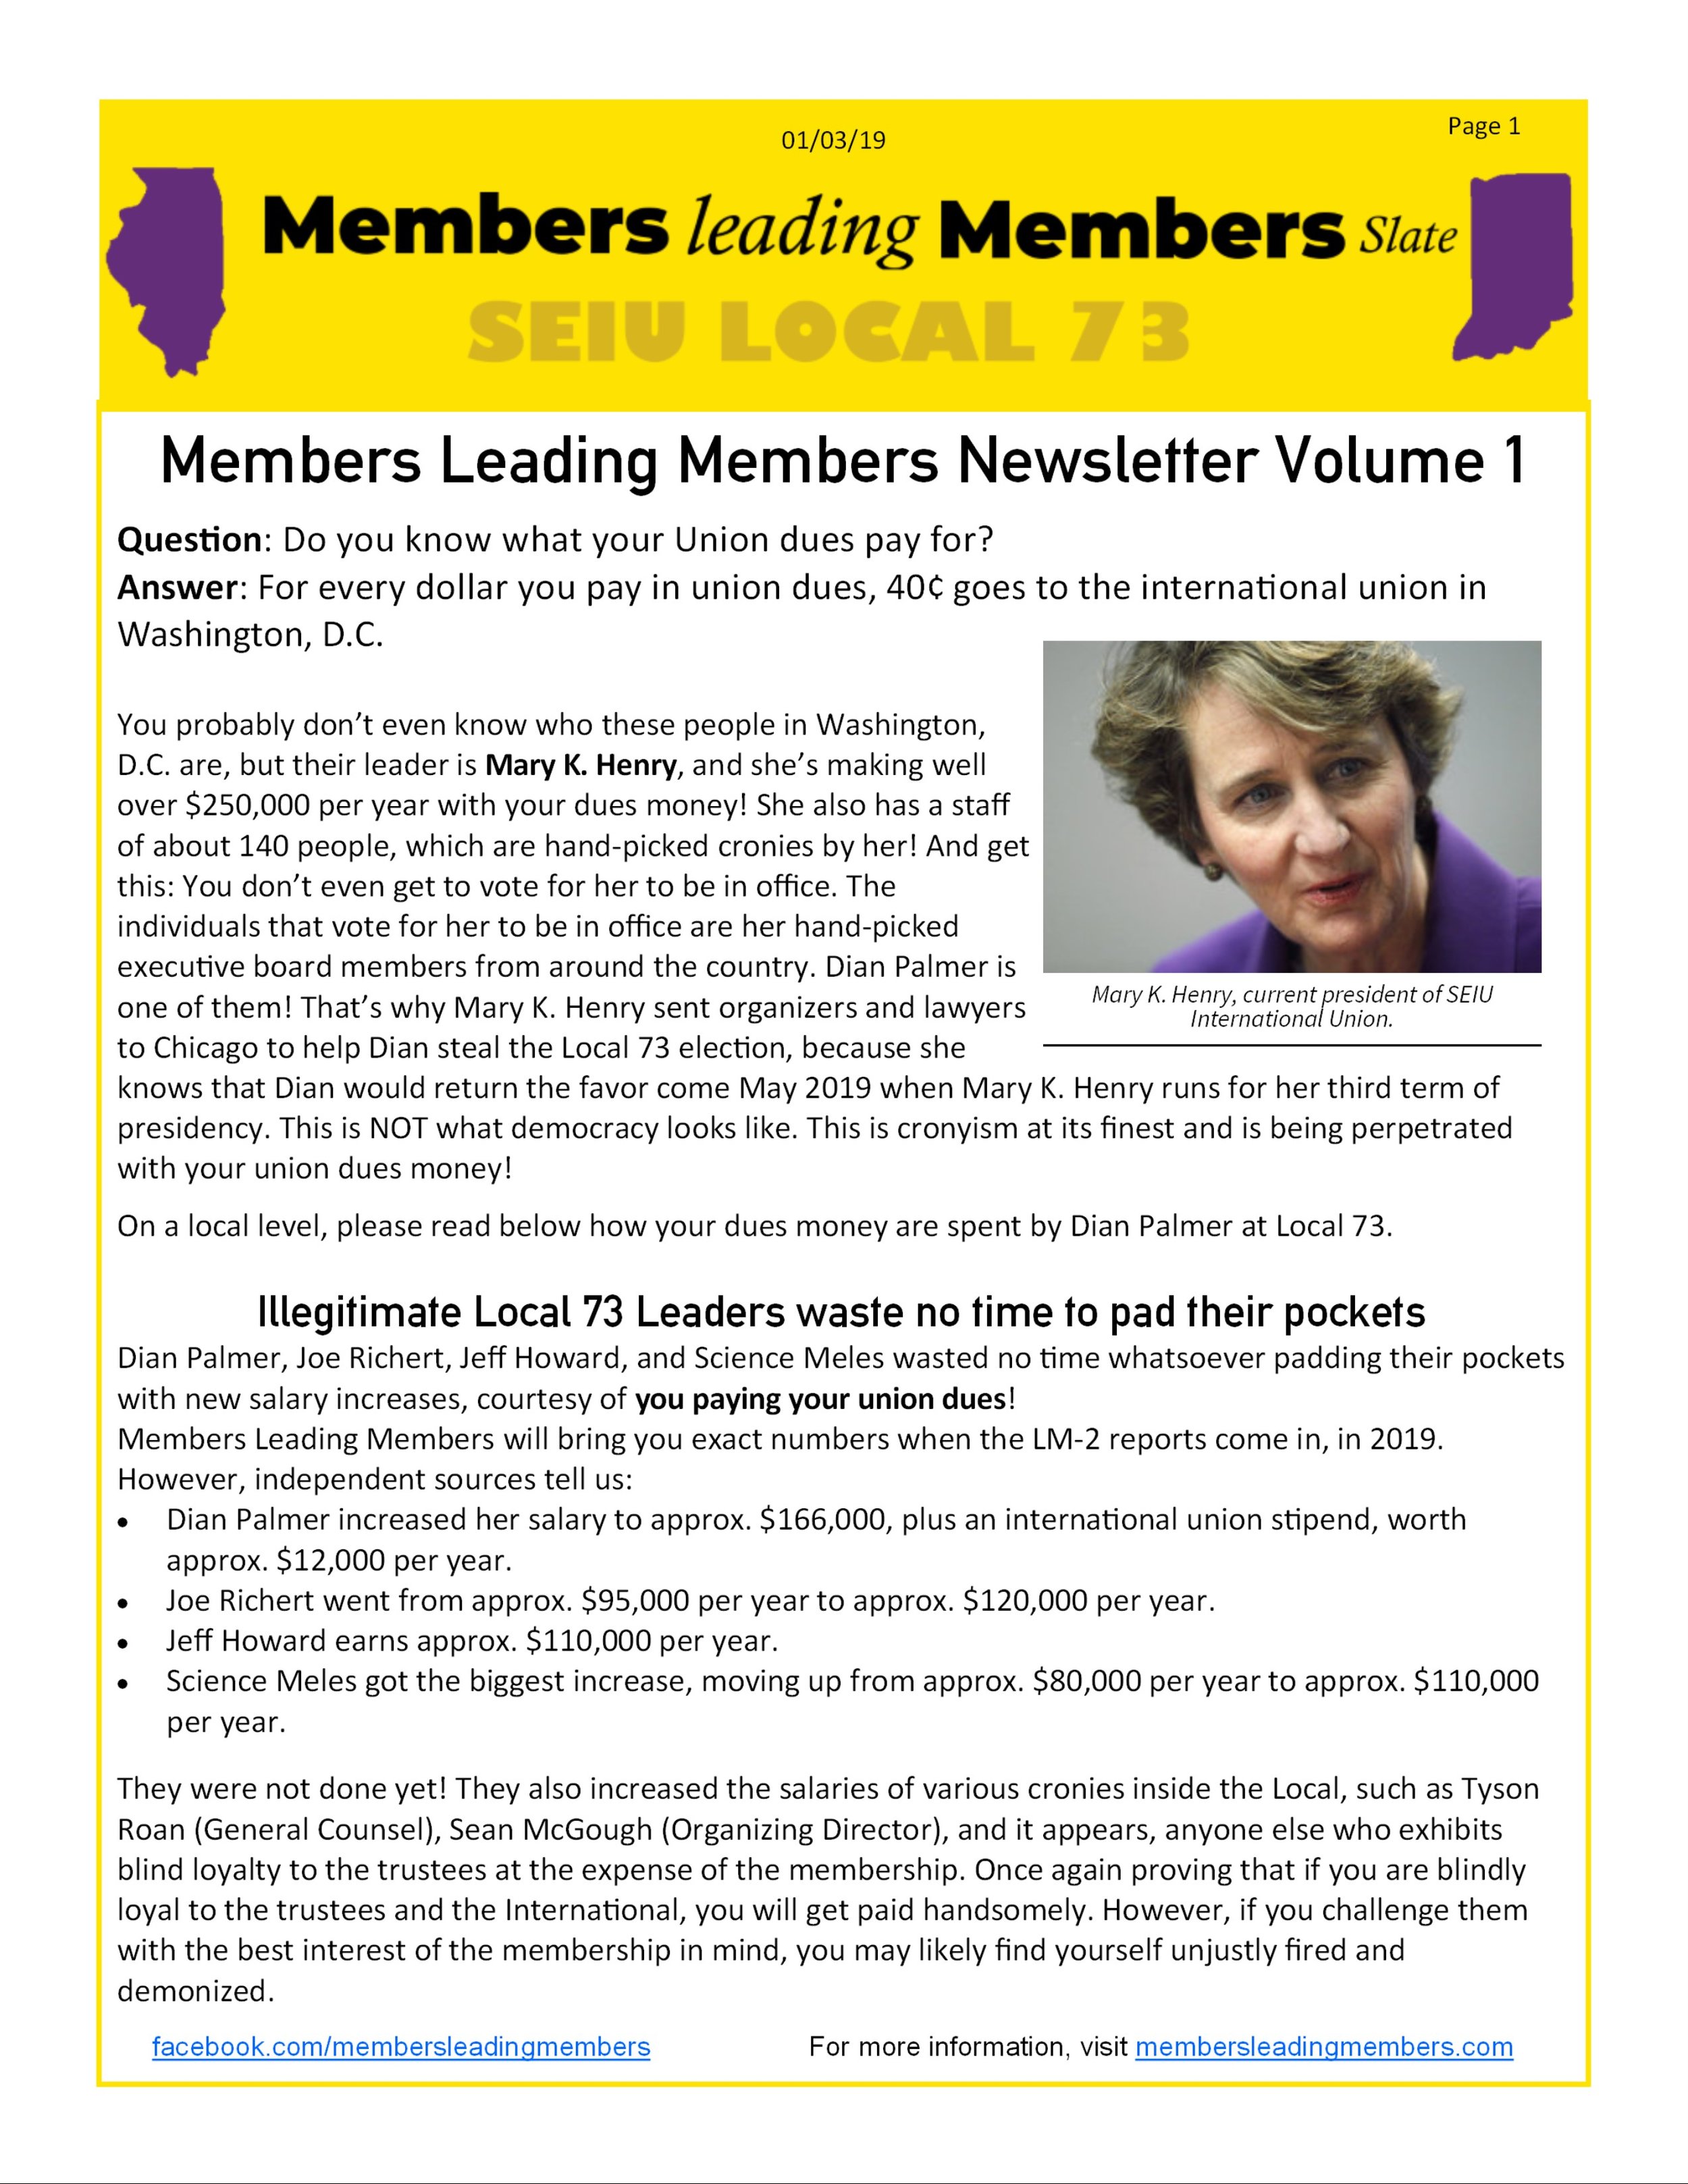 01/03/19
Page 1
Members leading Members Slate
SEIU LOCAL 73
Members Leading Members Newsletter Volume 1
Question: Do you know what your Union dues pay for?
Answer: For every dollar you pay in union dues, 40¢ goes to the international union in
Washington, D.C.
You probably don’t even know who these people in Washington,
D.C. are, but their leader is Mary K. Henry, and she’s making well
over $250,000 per year with your dues money! She also has a staff
of about 140 people, which are hand-picked cronies by her! And get
this: You don’t even get to vote for her to be in office. The
individuals that vote for her to be in office are her hand-picked
executive board members from around the country. Dian Palmer is
one of them! That’s why Mary K. Henry sent organizers and lawyers
to Chicago to help Dian steal the Local 73 election, because she
knows that Dian would return the favor come May 2019 when Mary K. Henry runs for her third term of
presidency. This is NOT what democracy looks like. This is cronyism at its finest and is being perpetrated
with your union dues money!
Mary K. Henry, current president of SEIU
International Union.
On a local level, please read below how your dues money are spent by Dian Palmer at Local 73.
Illegitimate Local 73 Leaders waste no time to pad their pockets
Dian Palmer, Joe Richert, Jeff Howard, and Science Meles wasted no time whatsoever padding their pockets
with new salary increases, courtesy of you paying your union dues!
Members Leading Members will bring you exact numbers when the LM-2 reports come in, in 2019.
However, independent sources tell us:
• Dian Palmer increased her salary to approx. $166,000, plus an international union stipend, worth
approx. $12,000 per year.
• Joe Richert went from approx. $95,000 per year to approx. $120,000 per year.
• Jeff Howard earns approx. $110,000 per year.
• Science Meles got the biggest increase, moving up from approx. $80,000 per year to approx. $110,000
per year.
They were not done yet! They also increased the salaries of various cronies inside the Local, such as Tyson
Roan (General Counsel), Sean McGough (Organizing Director), and it appears, anyone else who exhibits
blind loyalty to the trustees at the expense of the membership. Once again proving that if you are blindly
loyal to the trustees and the International, you will get paid handsomely. However, if you challenge them
with the best interest of the membership in mind, you may likely find yourself unjustly fired and
demonized.
facebook.com/membersleadingmembers
For more information, visit membersleadingmembers.com